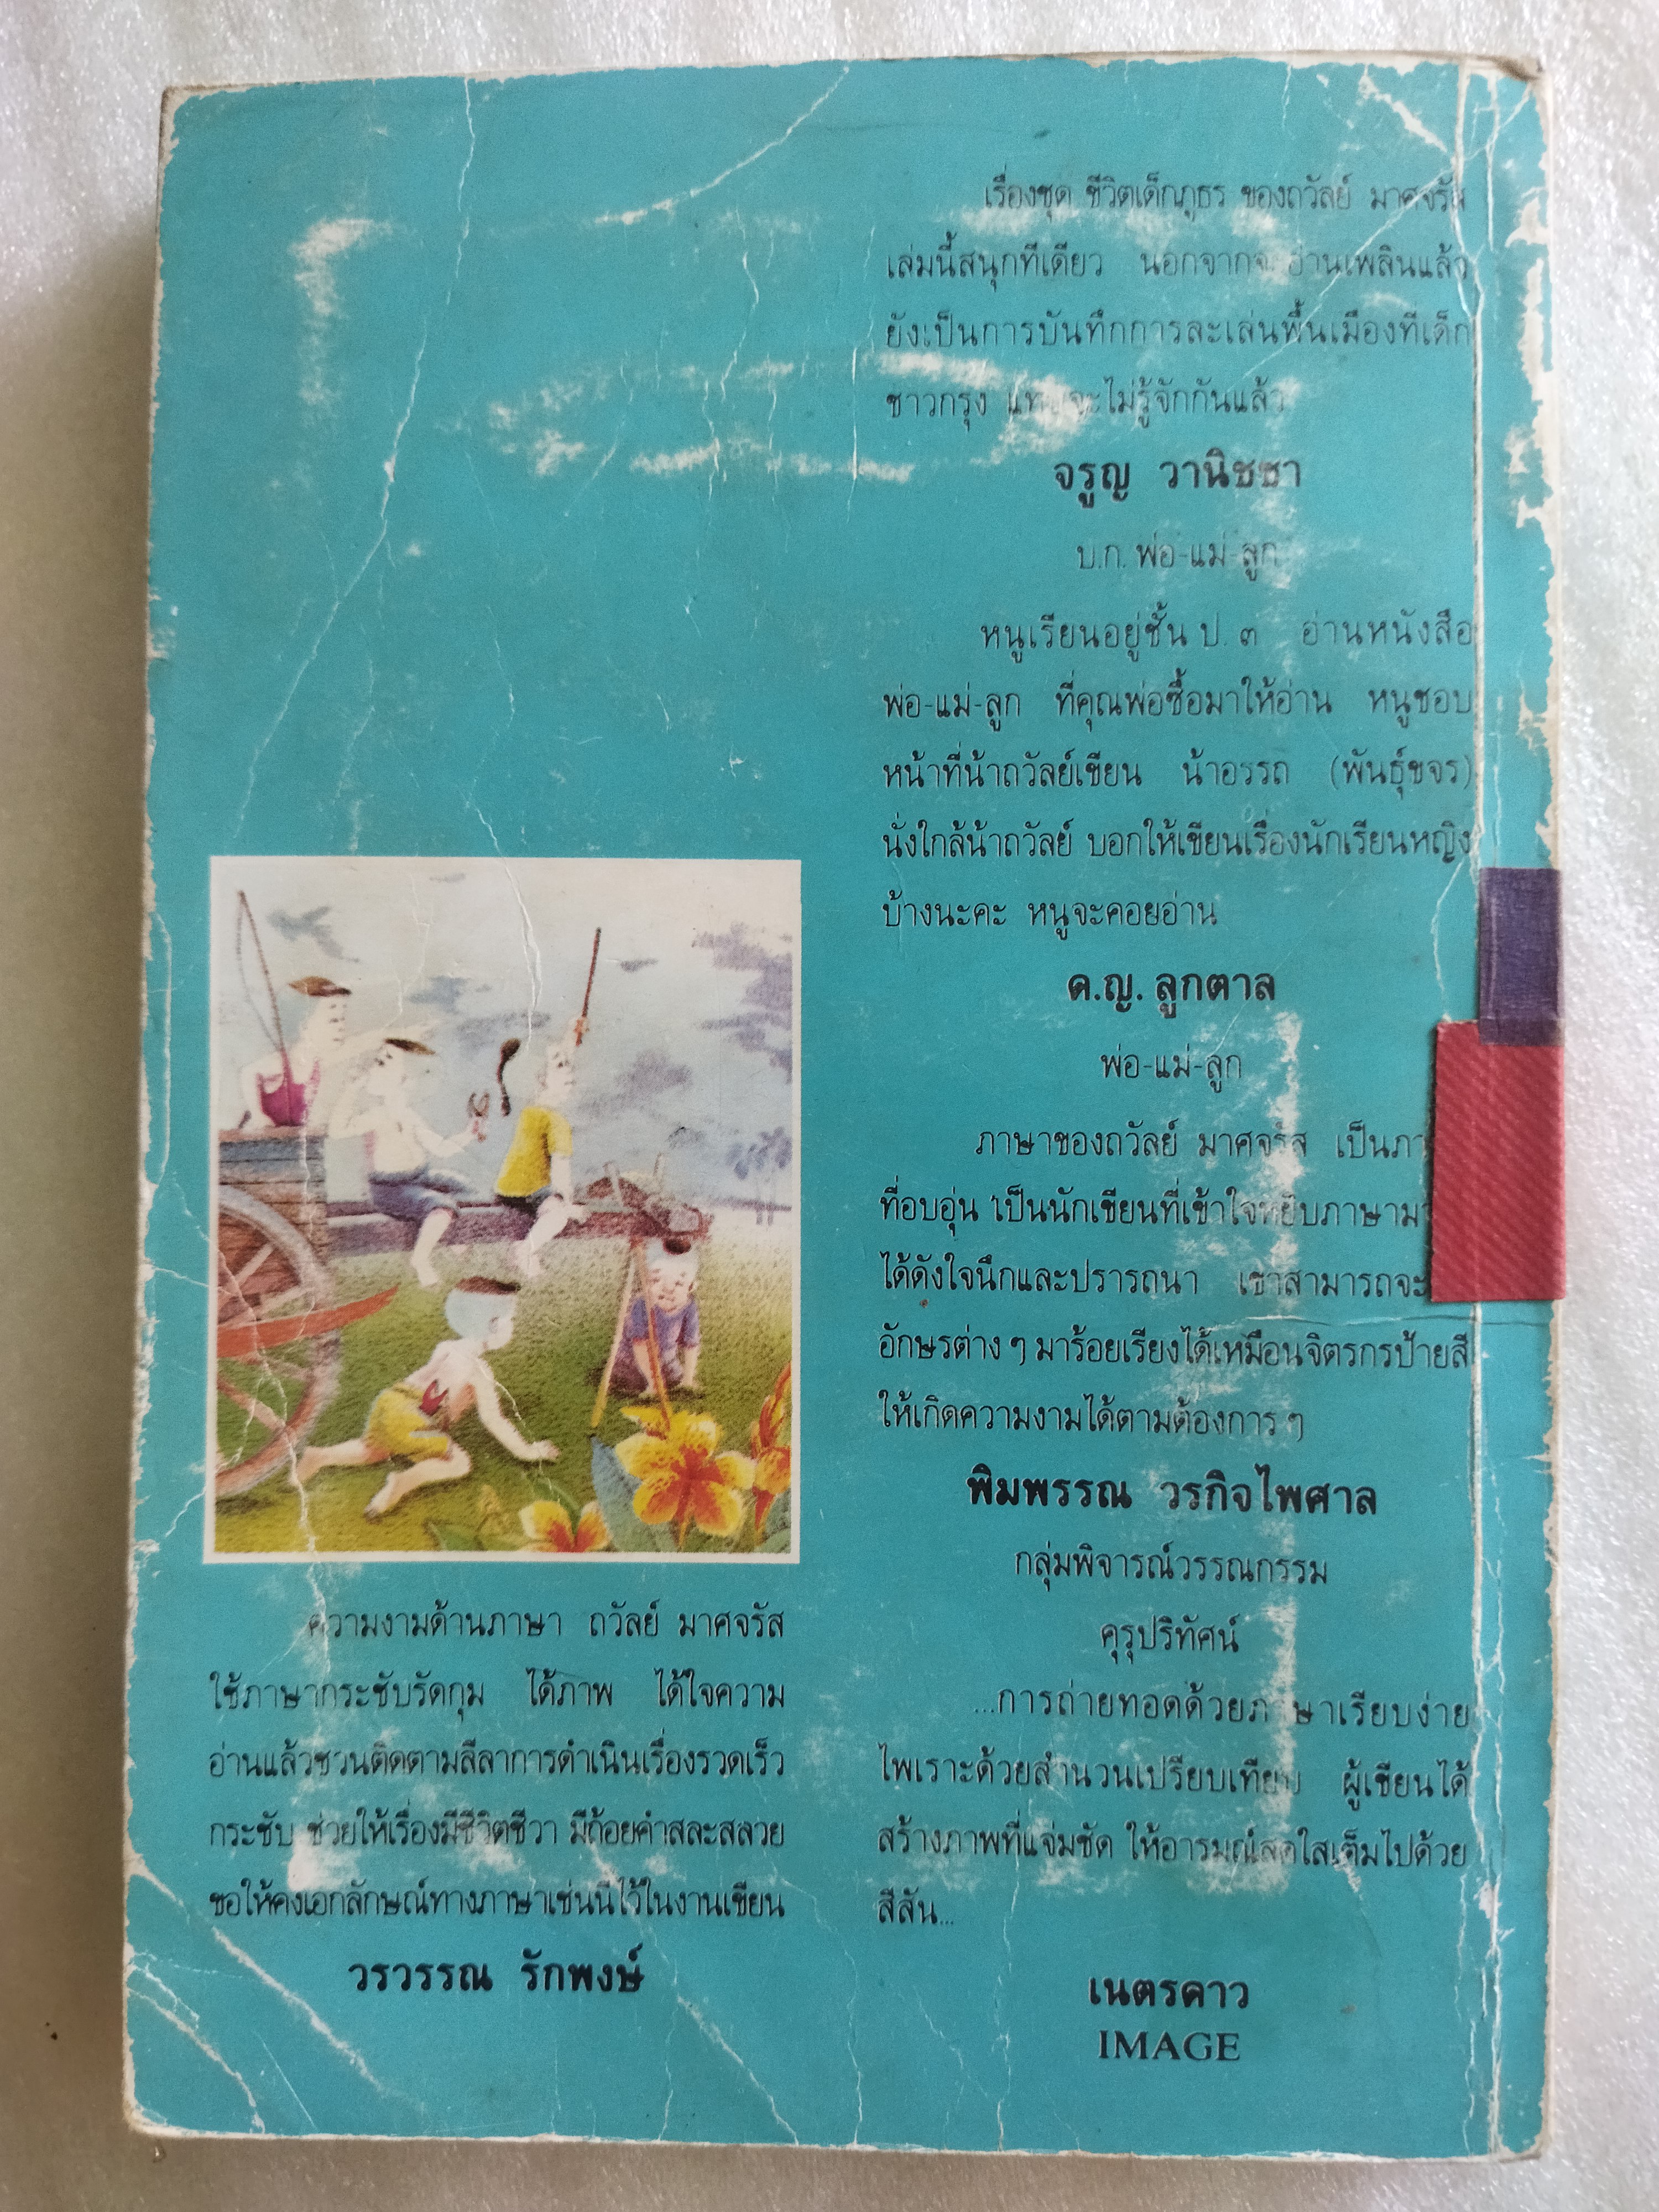 เรื่องชุด ชีวิตเด็กภูธร ของถวัลย์ มาศจรัส
เล่มนี้สนุกทีเดียว นอกจากจะอ่านเพลินแล้ว
ยังเป็นการบันทึกการละเล่นพื้นเมืองที่เด็ก
ชาวกรุง แทบจะไม่รู้จักกันแล้ว
จรูญ วานิชชา
บ.ก. พ่อ-แม่-ลูก
หนูเรียนอยู่ชั้น ป. ๓ อ่านหนังสือ
พ่อ-แม่-ลูก ที่คุณพ่อซื้อมาให้อ่าน หนูชอบ
หน้าที่น้าถวัลย์เขียน น้าอรรถ (พันธุ์ขจร)
นั่งใกล้น้าถวัลย์ บอกให้เขียนเรื่องนักเรียนหญิง
บ้างนะคะ หนูจะคอยอ่าน
ด.ญ. ลูกตาล
พ่อ-แม่-ลูก
ภาษาของถวัลย์ มาศจรัส เป็น
ที่อบอุ่น เป็นนักเขียนที่เข้าใจหยิบภาษา
ได้ดังใจนึกและปรารถนา เขาสามารถจะ
อักษรต่าง ๆ มาร้อยเรียงได้เหมือนจิตรกรป้ายสี
ให้เกิดความงามได้ตามต้องการ ๆ
พิมพรรณ วรกิจไพศาล
กลุ่มพิจารณ์วรรณกรรม
คุรุปริทัศน์
...การถ่ายทอดด้วยภาษาเรียบง่าย
ไพเราะด้วยสำนวนเปรียบเทียบ ผู้เขียนได้
สร้างภาพที่แจ่มชัด ให้อารมณ์สดใสเต็มไปด้วย
สีสัน...
เนตรดาว
IMAGE
ความงามด้านภาษา ถวัลย์ มาศจรัส
ใช้ภาษากระชับรัดกุม ได้ภาพ ได้ใจความ
อ่านแล้วชวนติดตามลีลาการดำเนินเรื่องรวดเร็ว
กระชับ ช่วยให้เรื่องมีชีวิตชีวา มีถ้อยคำสละสลวย
ขอให้คงเอกลักษณ์ทางภาษาเช่นนี้ไว้ในงานเขียน
วรวรรณ รักพงษ์